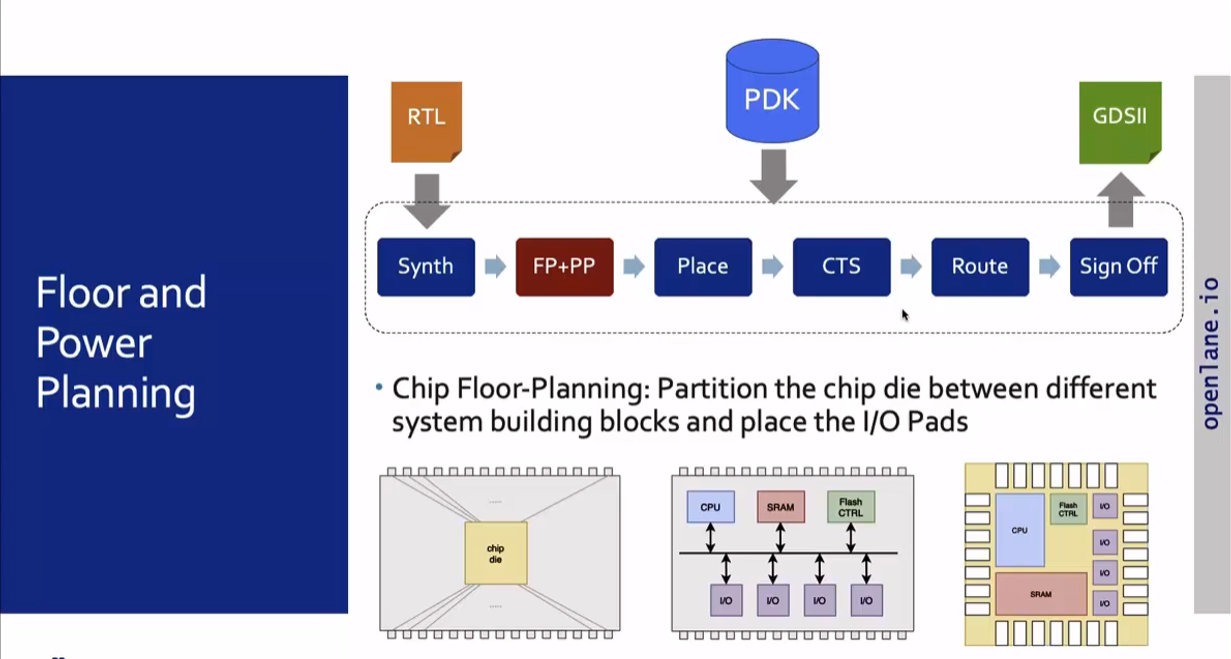 RTL
PDK
GDSII
Synth
FP+PP
Place
CTS
Route
Sign Off
Floor and
Power
Planning
openlane.io
• Chip Floor-Planning: Partition the chip die between different
system building blocks and place the I/O Pads
.....
chip
die
.....
CPU
SRAM
Flash
CTRL
I/O
I/O
I/O
I/O
CPU
Flash
CTRL
I/O
I/O
I/O
SRAM
I/O